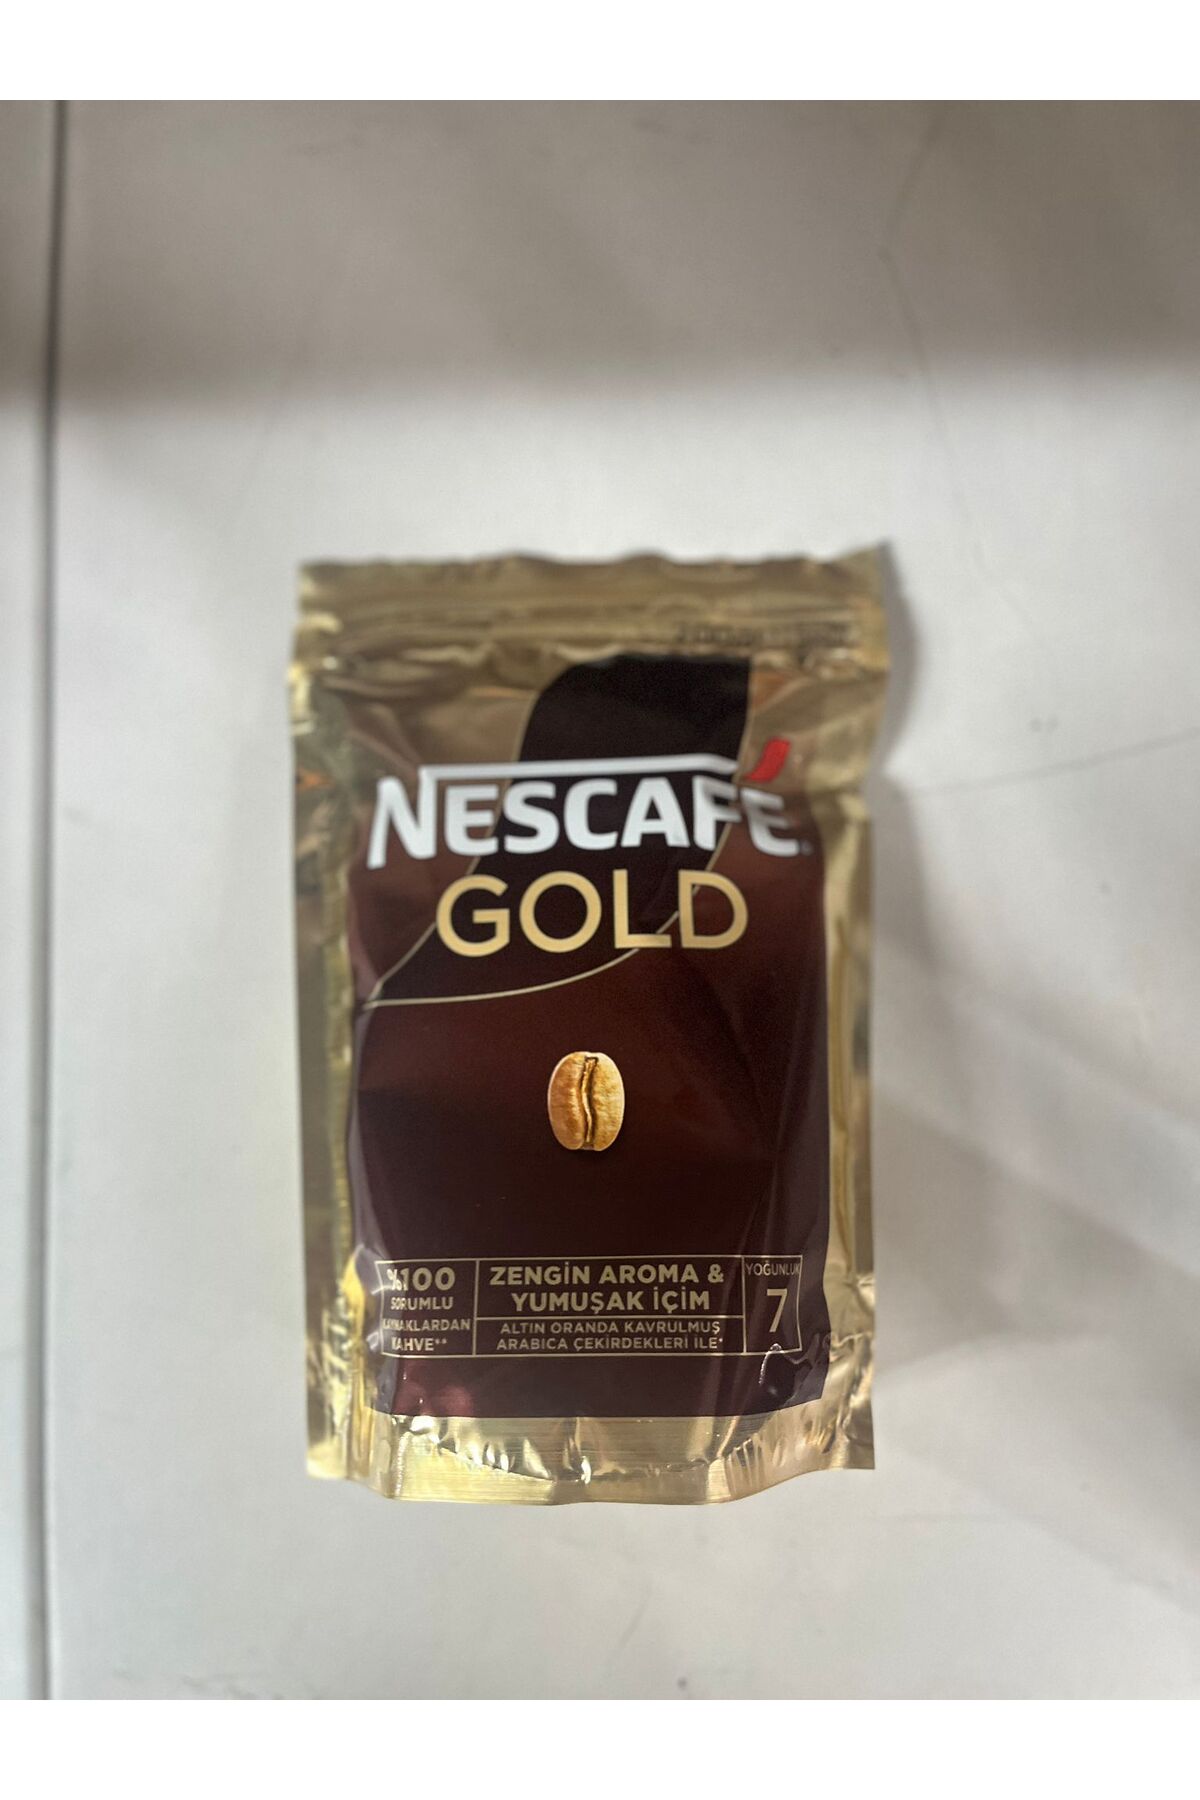 NESCAFÉ
GOLD
%100
SORUMLU
KAYNAKLARDAN
KAHVE**
ZENGİN AROMA &
YUMUŞAK İÇİM
ALTIN ORANDA KAVRULMUŞ
ARABICA ÇEKİRDEKLERİ İLE*
YOĞUNLUK
7